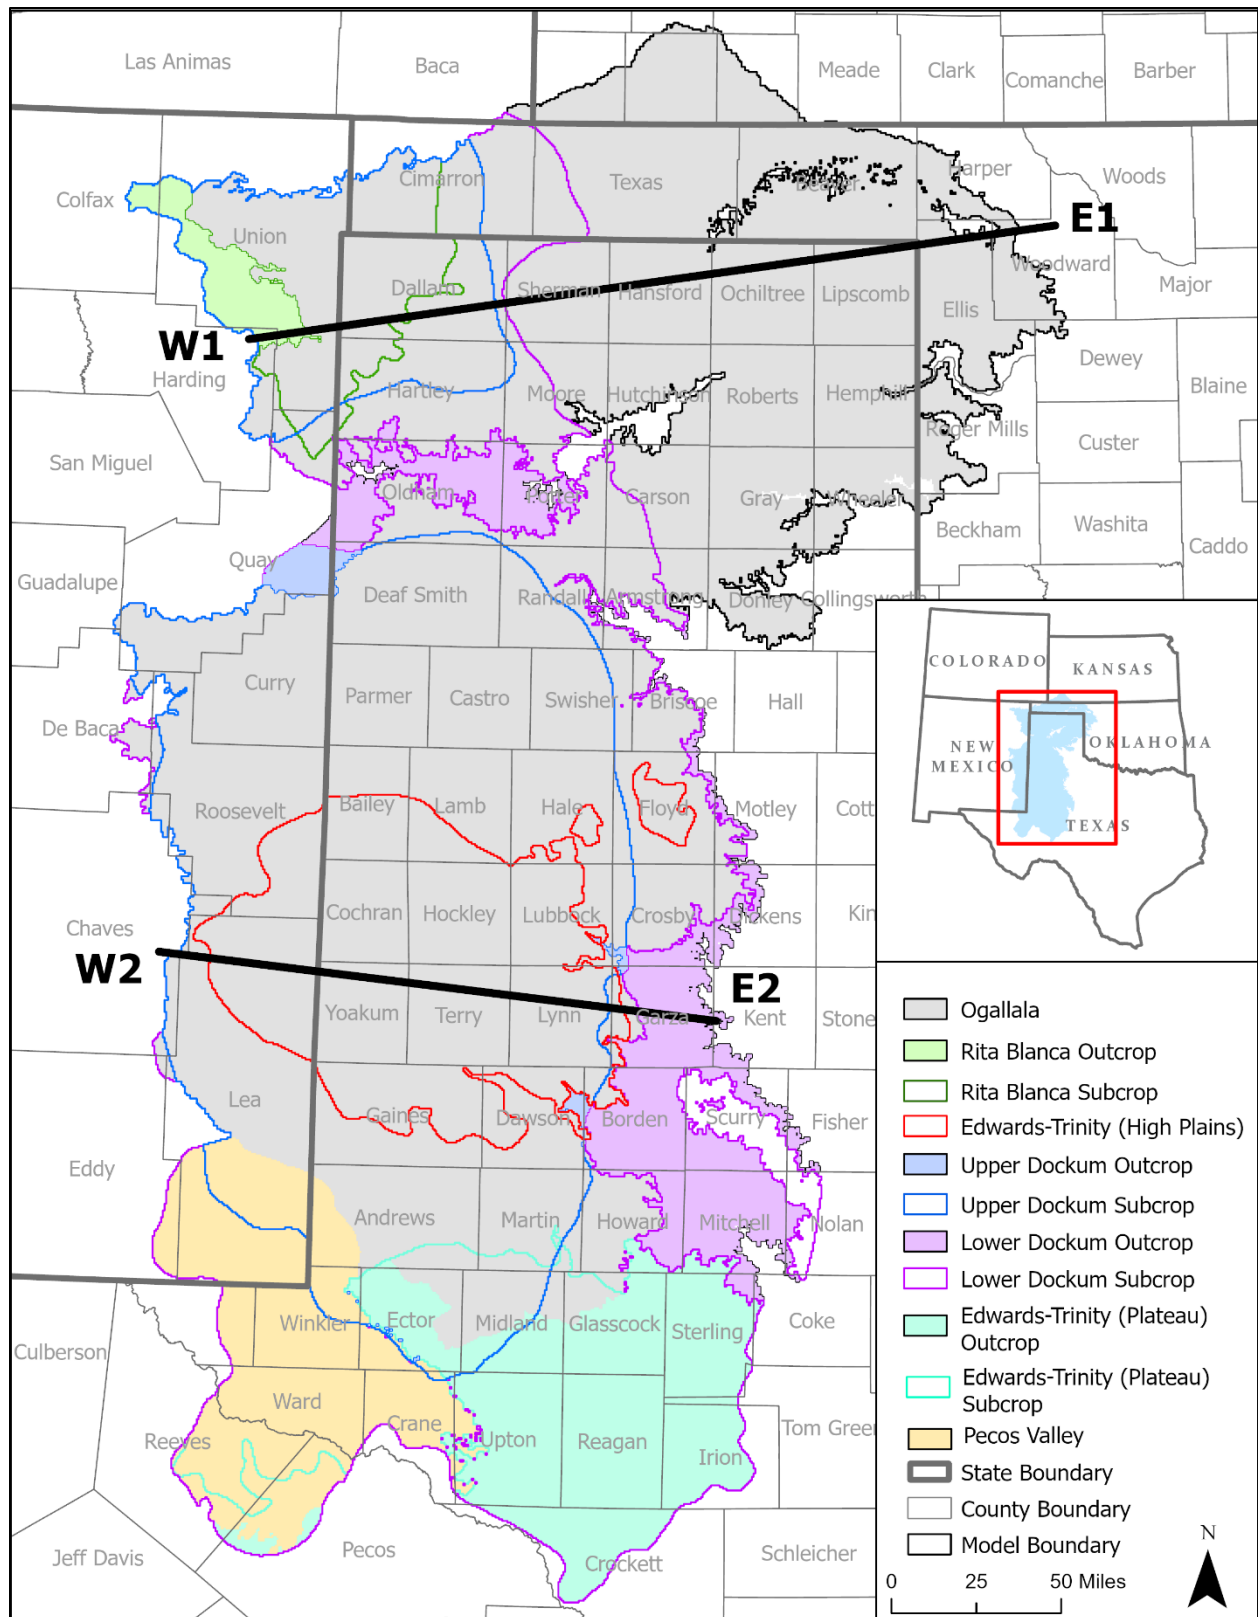 Las Animas
Baca
Meade
Clark
Comanche
Barber
Colfax
Cimarron
Texas
Beaver
Harper
Woods
Union
E1
Woodward
Major
Dallam
Sherman
Hansford
Ochiltree
Lipscomb
Ellis
W1
Harding
Dewey
Blaine
Hartley
Moore
Hutchinson
Roberts
Hemphill
Roger Mills
Custer
San Miguel
Oldham
Potter
Carson
Gray
Wheeler
Beckham
Washita
Caddo
Quay
Guadalupe
Deaf Smith
Randall
Armstrong
Donley
Collingsworth
Curry
Parmer
Castro
Swisher
Briscoe
Hall
De Baca
Roosevelt
Bailey
Lamb
Hale
Floyd
Motley
Cott
Chaves
Cochran
Hockley
Lubbock
Crosby
Dickens
Kin
W2
E2
Yoakum
Terry
Lynn
Garza
Kent
Stone
Lea
Gaines
Dawson
Borden
Scurry
Fisher
Eddy
Andrews
Martin
Howard
Mitchell
Nolan
Winkler
Ector
Midland
Glasscock
Sterling
Coke
Culberson
Ward
Crane
Reeves
Upton
Reagan
Irion
Tom Green
Jeff Davis
Pecos
Crockett
Schleicher
COLORADO
KANSAS
NEW
MEXICO
OKLAHOMA
TEXAS
Ogallala
Rita Blanca Outcrop
Rita Blanca Subcrop
Edwards-Trinity (High Plains)
Upper Dockum Outcrop
Upper Dockum Subcrop
Lower Dockum Outcrop
Lower Dockum Subcrop
Edwards-Trinity (Plateau)
Outcrop
Edwards-Trinity (Plateau)
Subcrop
Pecos Valley
State Boundary
County Boundary
Model Boundary
N
0 25 50 Miles